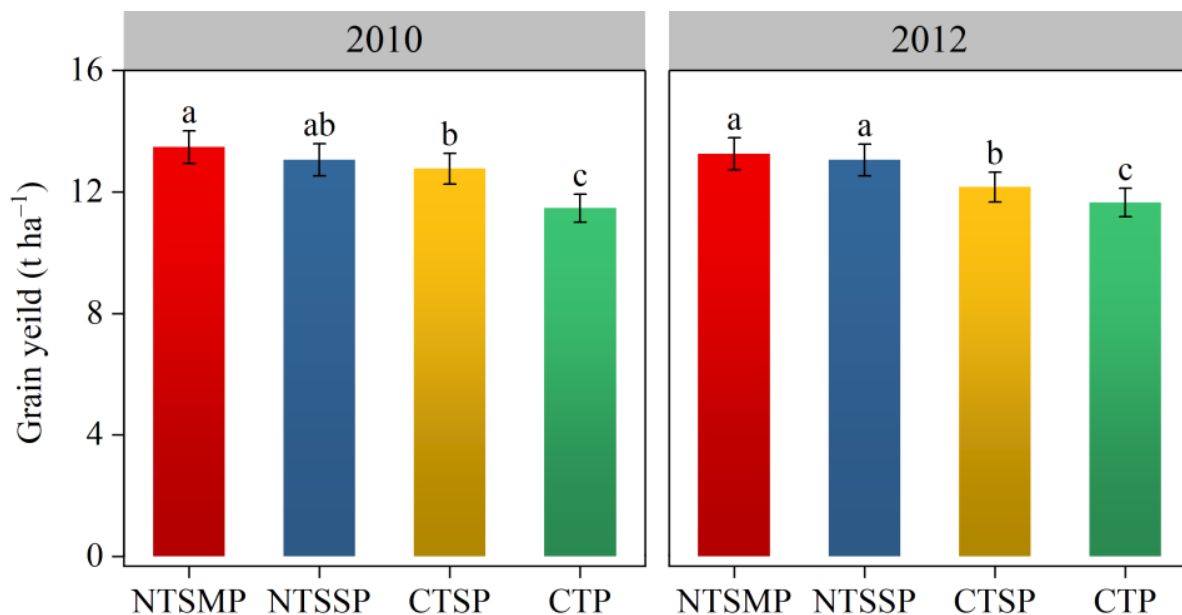 2010 2012
Grain yeild (t ha⁻¹)
16
12
8
4
0
a ab b c
a a b c
NTSMP NTSSP CTSP CTP
NTSMP NTSSP CTSP CTP